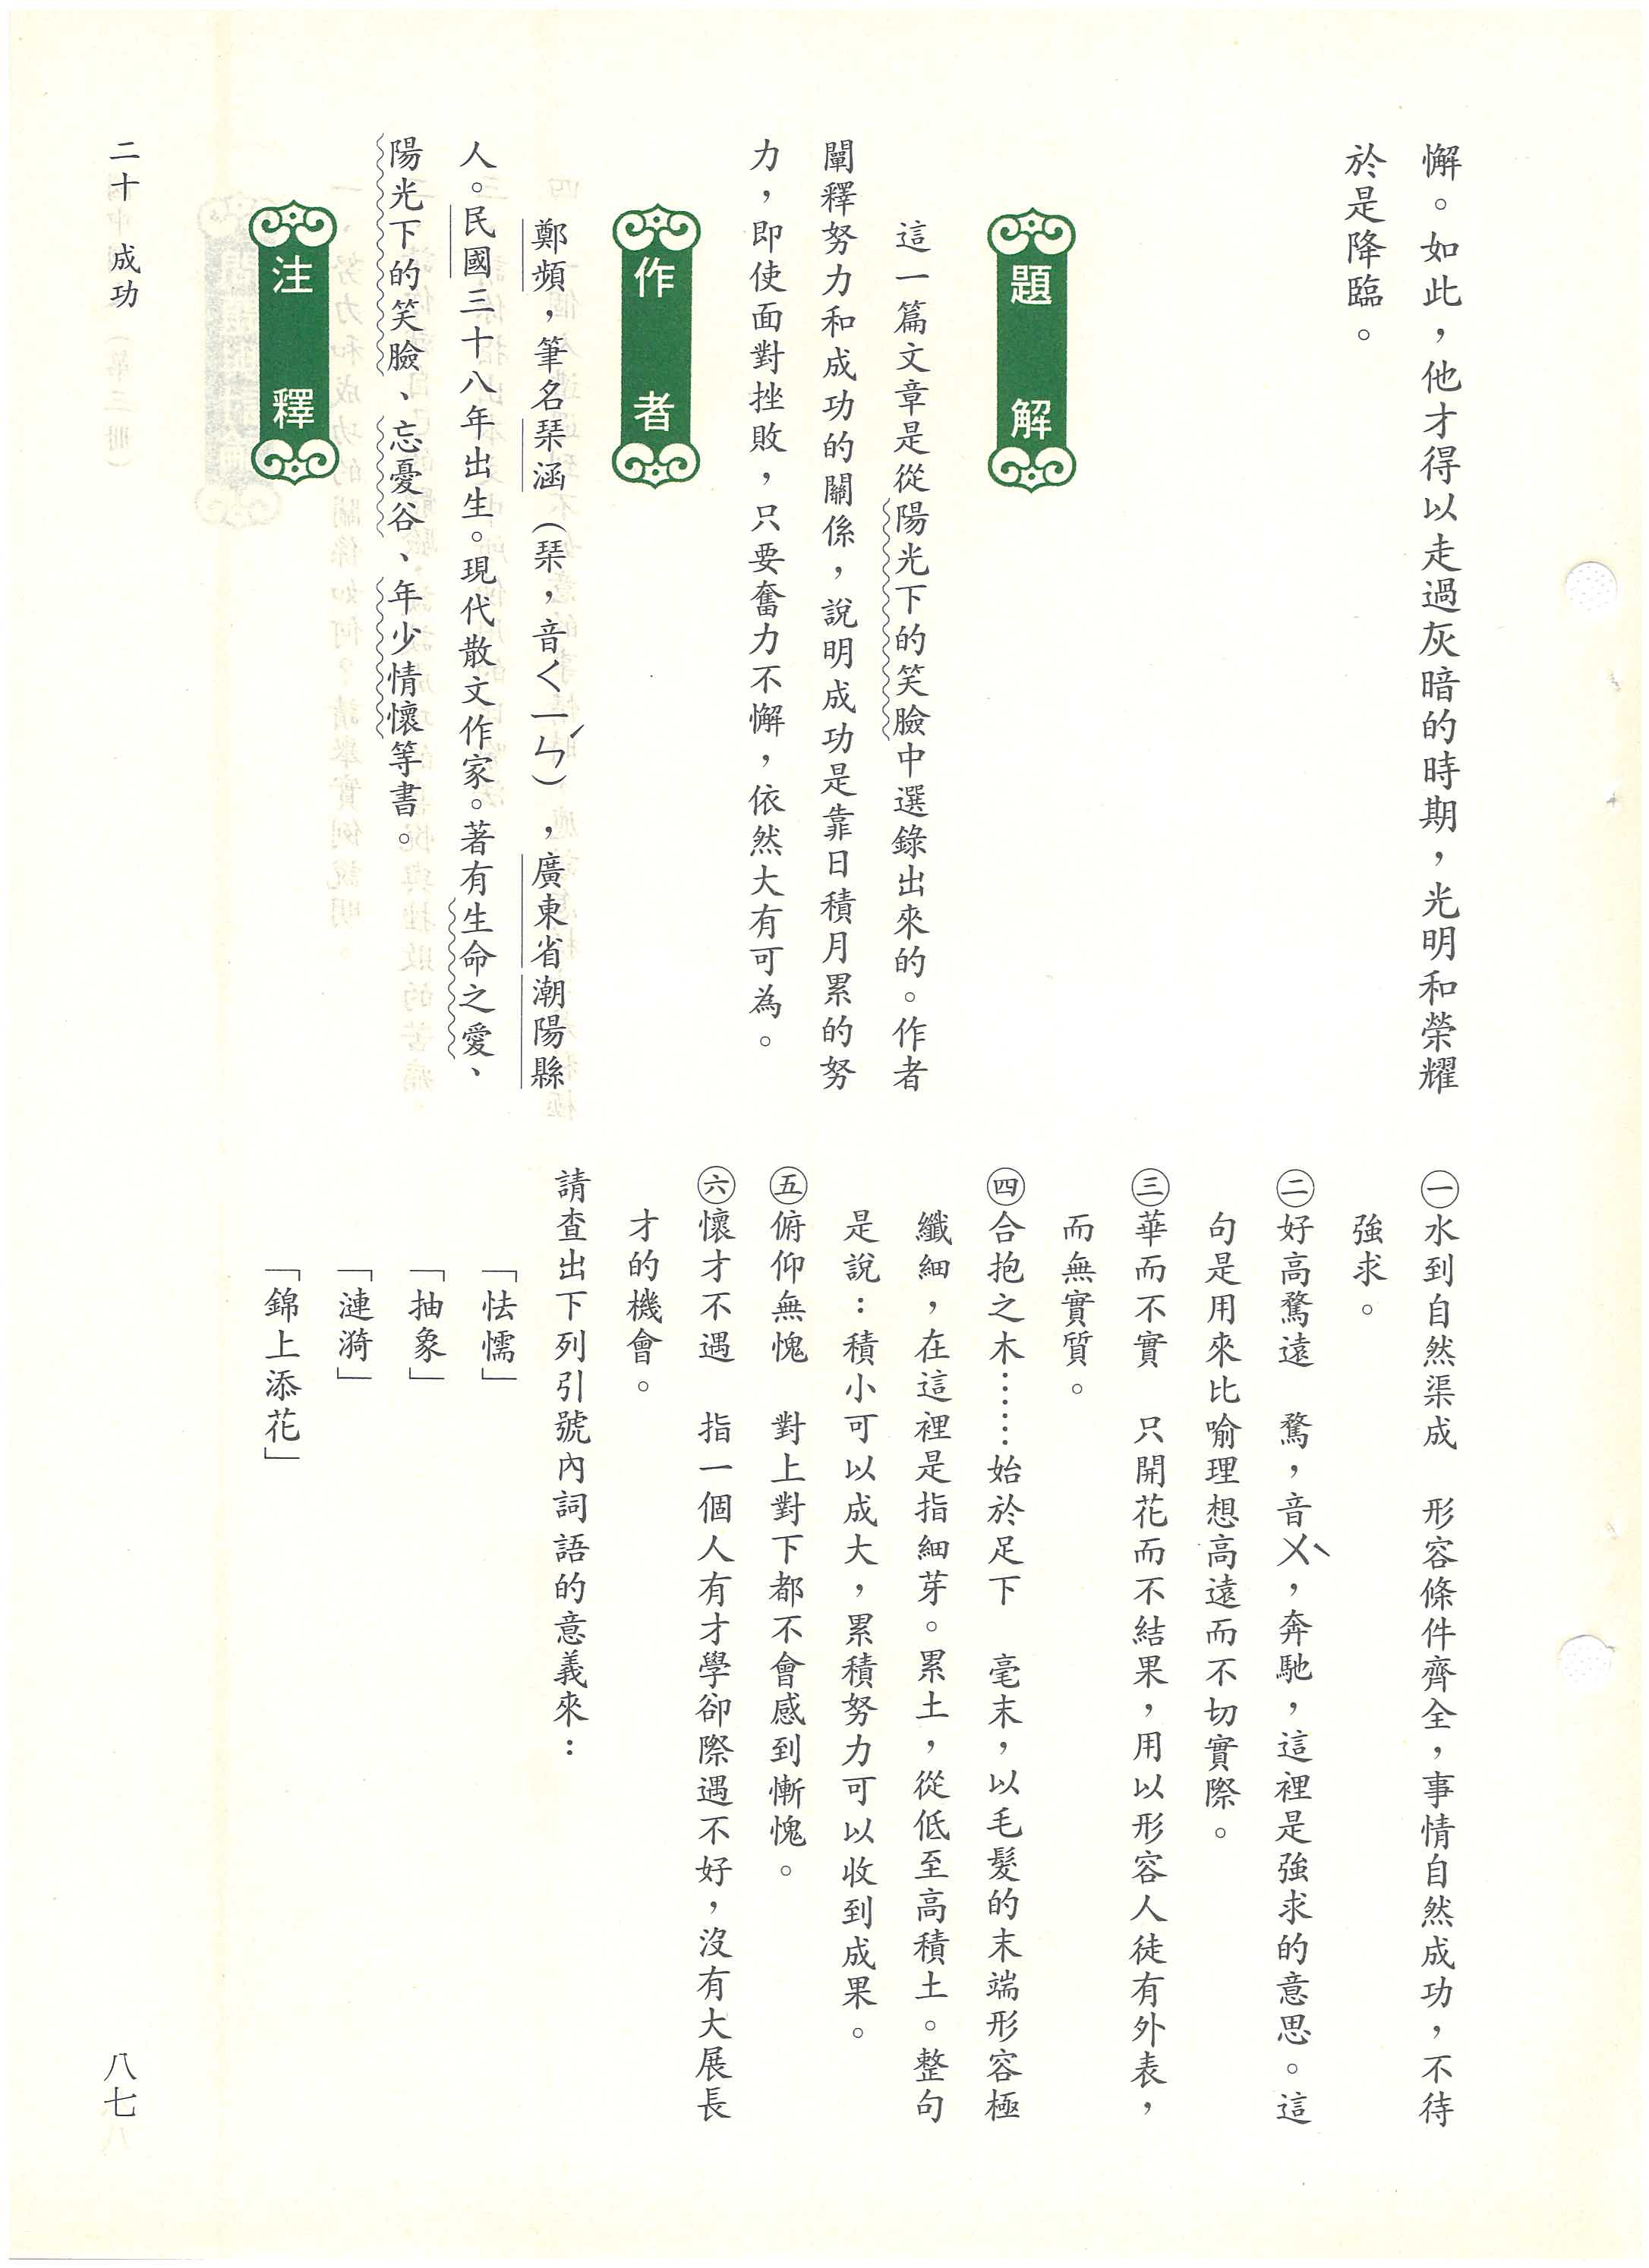 懈。如此，他才得以走過灰暗的時期，光明和榮耀
於是降臨。
題解
這一篇文章是從陽光下的笑臉中選錄出來的。作者
闡釋努力和成功的關係，說明成功是靠日積月累的努
力，即使面對挫敗，只要奮力不懈，依然大有可為。
作者
鄭頻，筆名琹涵（琹，音ㄑㄧㄣˊ），廣東省潮陽縣
人。民國三十八年出生。現代散文作家。著有生命之愛、
陽光下的笑臉、忘憂谷、年少情懷等書。
注釋
㊀水到自然渠成　形容條件齊全，事情自然成功，不待
強求。
㊁好高騖遠　騖，音ㄨˋ，奔馳，這裡是強求的意思。這
句是用來比喻理想高遠而不切實際。
㊂華而不實　只開花而不結果，用以形容人徒有外表，
而無實質。
㊃合抱之木……始於足下　毫末，以毛髮的末端形容極
纖細，在這裡是指細芽。累土，從低至高積土。整句
是說：積小可以成大，累積努力可以收到成果。
㊄俯仰無愧　對上對下都不會感到慚愧。
㊅懷才不遇　指一個人有才學卻際遇不好，沒有大展長
才的機會。
請查出下列引號內詞語的意義來：
「怯懦」
「抽象」
「漣漪」
「錦上添花」
二十　成功
八七